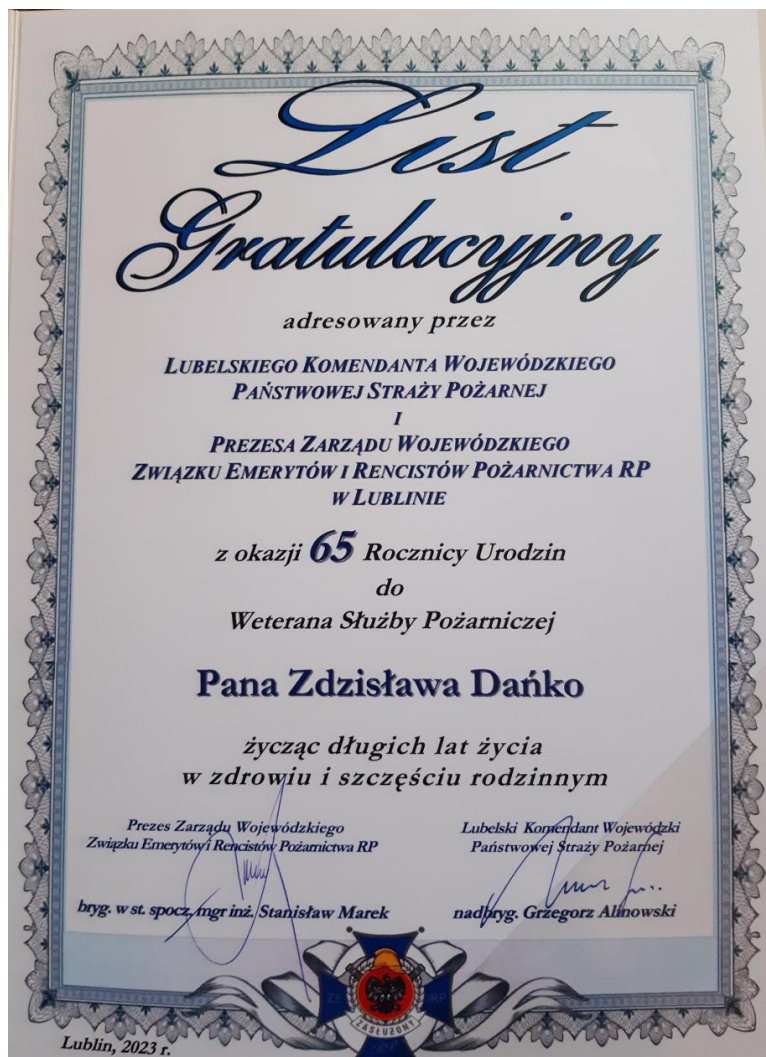 List
Gratulacyjny
adresowany przez
LUBELSKIEGO KOMENDANTA WOJEWÓDZKIEGO
PAŃSTWOWEJ STRAŻY POŻARNEJ
I
PREZESA ZARZĄDU WOJEWÓDZKIEGO
ZWIĄZKU EMERYTÓW I RENCISTÓW POŻARNICTWA RP
W LUBLINIE
z okazji 65 Rocznicy Urodzin
do
Weterana Służby Pożarniczej
Pana Zdzisława Dańko
życząc długich lat życia
w zdrowiu i szczęściu rodzinnym
Prezes Zarządu Wojewódzkiego
Związku Emerytów i Rencistów Pożarnictwa RP
bryg. w st. spocz. mgr inż. Stanisław Marek
Lubelski Komendant Wojewódzki
Państwowej Straży Pożarnej
nadbryg. Grzegorz Alinowski
RP
ZASŁUŻONY
Lublin, 2023 r.